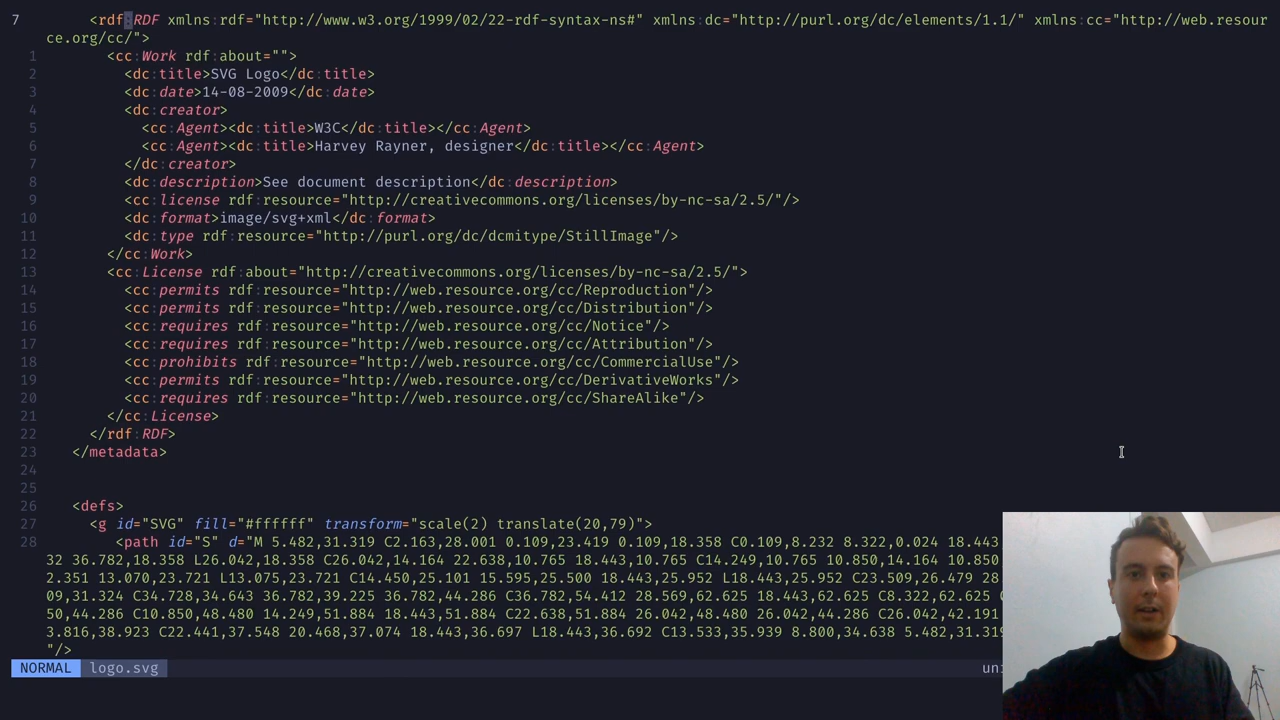 7 <rdf:RDF xmlns:rdf="http://www.w3.org/1999/02/22-rdf-syntax-ns#" xmlns:dc="http://purl.org/dc/elements/1.1/" xmlns:cc="http://web.resour
ce.org/cc/">
1 <cc:Work rdf:about="">
2 <dc:title>SVG Logo</dc:title>
3 <dc:date>14-08-2009</dc:date>
4 <dc:creator>
5 <cc:Agent><dc:title>W3C</dc:title></cc:Agent>
6 <cc:Agent><dc:title>Harvey Rayner, designer</dc:title></cc:Agent>
7 </dc:creator>
8 <dc:description>See document description</dc:description>
9 <cc:license rdf:resource="http://creativecommons.org/licenses/by-nc-sa/2.5/"/>
10 <dc:format>image/svg+xml</dc:format>
11 <dc:type rdf:resource="http://purl.org/dc/dcmitype/StillImage"/>
12 </cc:Work>
13 <cc:License rdf:about="http://creativecommons.org/licenses/by-nc-sa/2.5/">
14 <cc:permits rdf:resource="http://web.resource.org/cc/Reproduction"/>
15 <cc:permits rdf:resource="http://web.resource.org/cc/Distribution"/>
16 <cc:requires rdf:resource="http://web.resource.org/cc/Notice"/>
17 <cc:requires rdf:resource="http://web.resource.org/cc/Attribution"/>
18 <cc:prohibits rdf:resource="http://web.resource.org/cc/CommercialUse"/>
19 <cc:permits rdf:resource="http://web.resource.org/cc/DerivativeWorks"/>
20 <cc:requires rdf:resource="http://web.resource.org/cc/ShareAlike"/>
21 </cc:License>
22 </rdf:RDF>
23 </metadata>
24
25
26 <defs>
27 <g id="SVG" fill="#ffffff" transform="scale(2) translate(20,79)">
28 <path id="S" d="M 5.482,31.319 C2.163,28.001 0.109,23.419 0.109,18.358 C0.109,8.232 8.322,0.024 18.443
32 36.782,18.358 L26.042,18.358 C26.042,14.164 22.638,10.765 18.443,10.765 C14.249,10.765 10.850,14.164 10.850
2.351 13.070,23.721 L13.075,23.721 C14.450,25.101 15.595,25.500 18.443,25.952 L18.443,25.952 C23.509,26.479 28
09,31.324 C34.728,34.643 36.782,39.225 36.782,44.286 C36.782,54.412 28.569,62.625 18.443,62.625 C8.322,62.625 C
50,44.286 C10.850,48.480 14.249,51.884 18.443,51.884 C22.638,51.884 26.042,48.480 26.042,44.286 C26.042,42.191
3.816,38.923 C22.441,37.548 20.468,37.074 18.443,36.697 L18.443,36.692 C13.533,35.939 8.800,34.638 5.482,31.319
"/>
NORMAL logo.svg uni